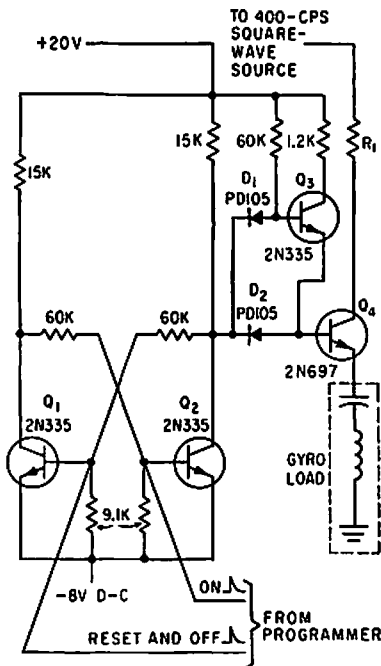 TO 400-CPS
SQUARE-
WAVE
SOURCE
+20V
15K
15K
60K
1.2K
R1
D1
PD105
Q3
2N335
D2
PD105
Q4
2N697
60K
60K
Q1
2N335
Q2
2N335
GYRO
LOAD
9.1K
-8V D-C
ON
RESET AND OFF
FROM
PROGRAMMER